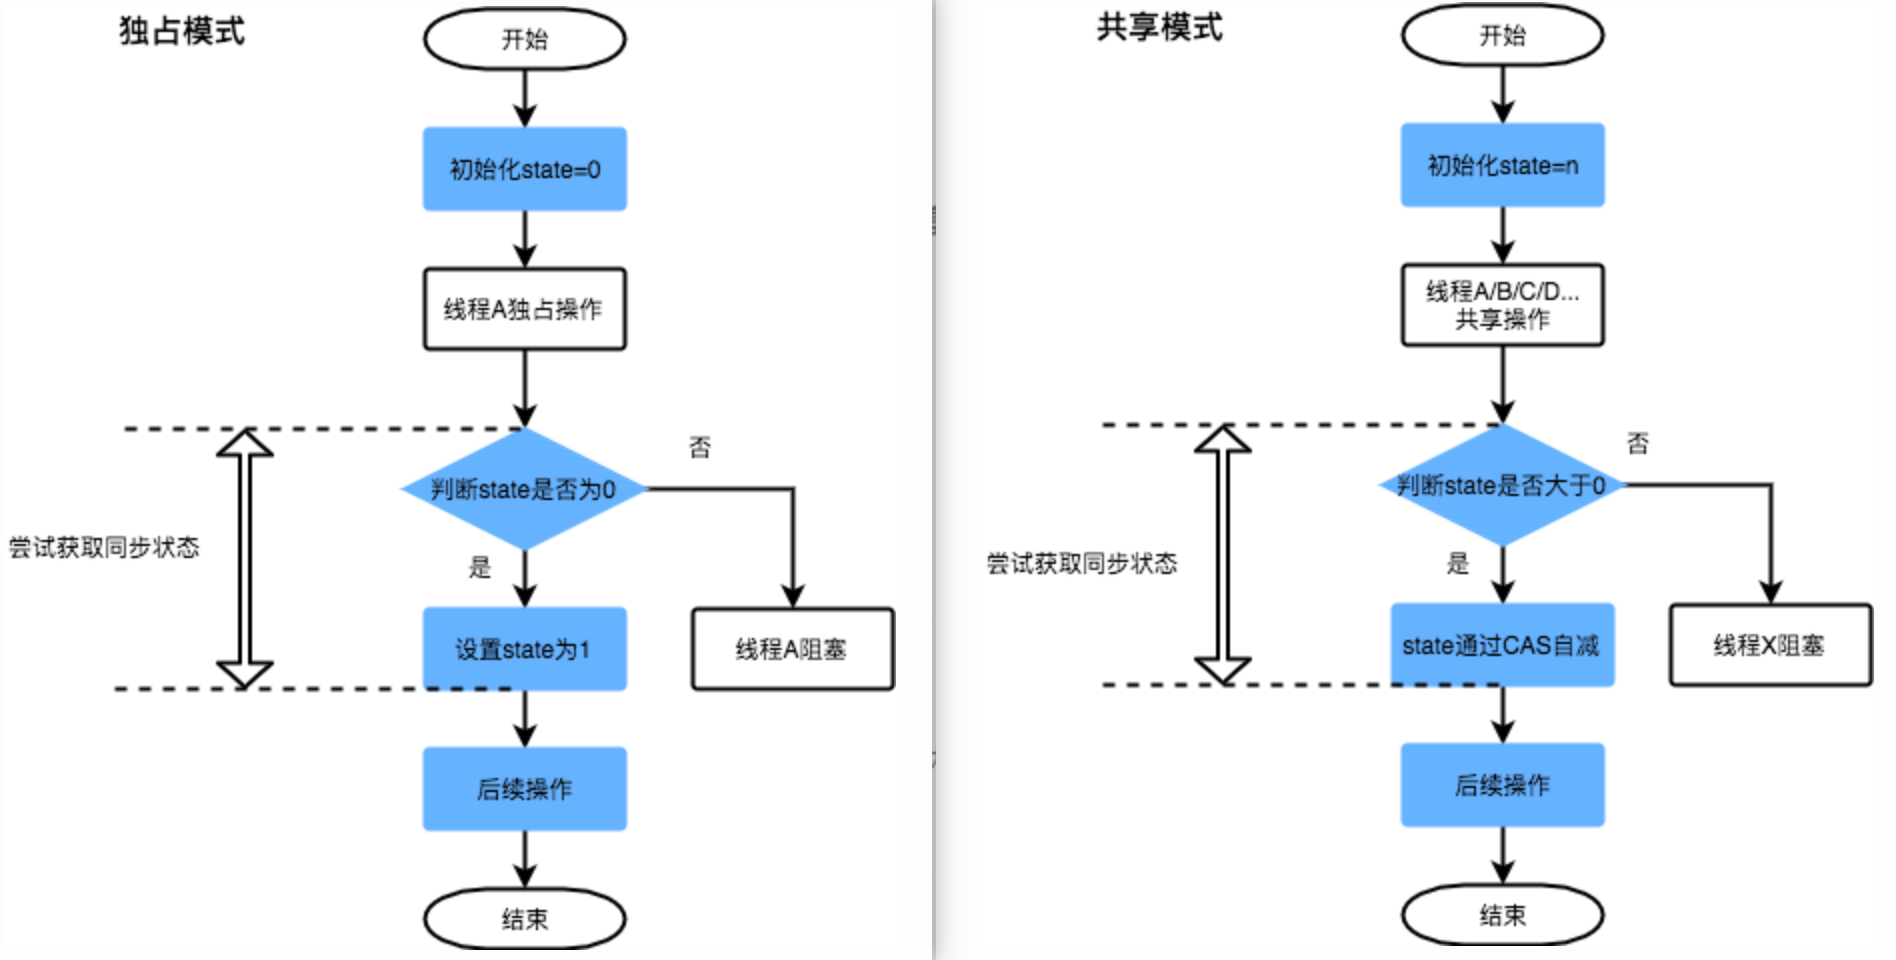 独占模式
开始
初始化state=0
线程A独占操作
判断state是否为0
否
是
尝试获取同步状态
设置state为1
线程A阻塞
后续操作
结束
共享模式
开始
初始化state=n
线程A/B/C/D...
共享操作
判断state是否大于0
否
是
尝试获取同步状态
state通过CAS自减
线程X阻塞
后续操作
结束